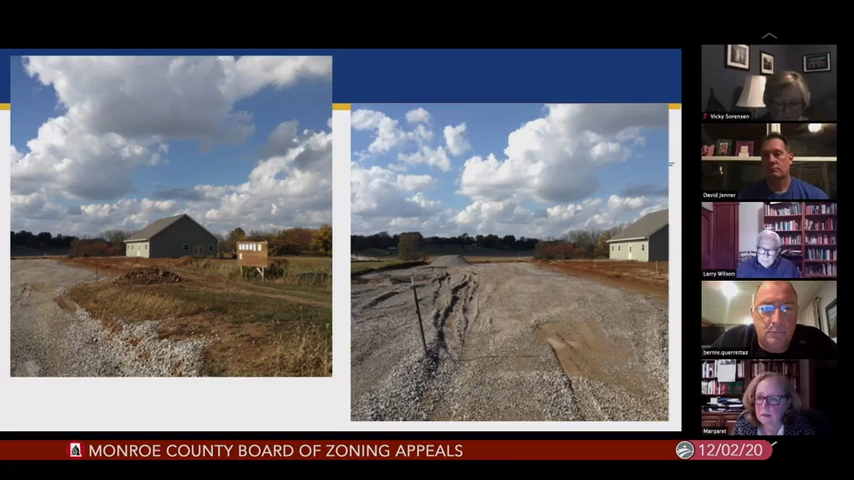 Vicky Sorensen
David Jenner
Larry Wilson
bernie.guerrettaz
Margaret
MONROE COUNTY BOARD OF ZONING APPEALS
12/02/20